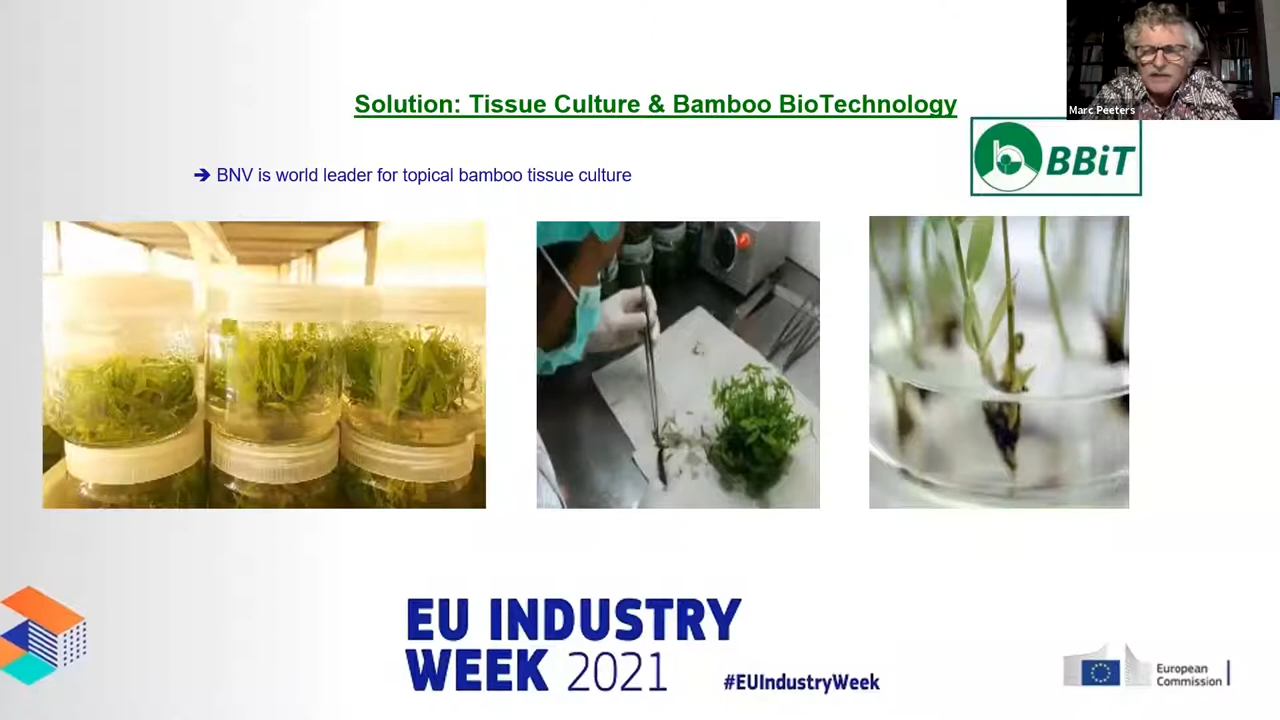 Solution: Tissue Culture & Bamboo BioTechnology
Marc Peeters
BBiT
➔ BNV is world leader for topical bamboo tissue culture
EU INDUSTRY
WEEK 2021
#EUIndustryWeek
European
Commission